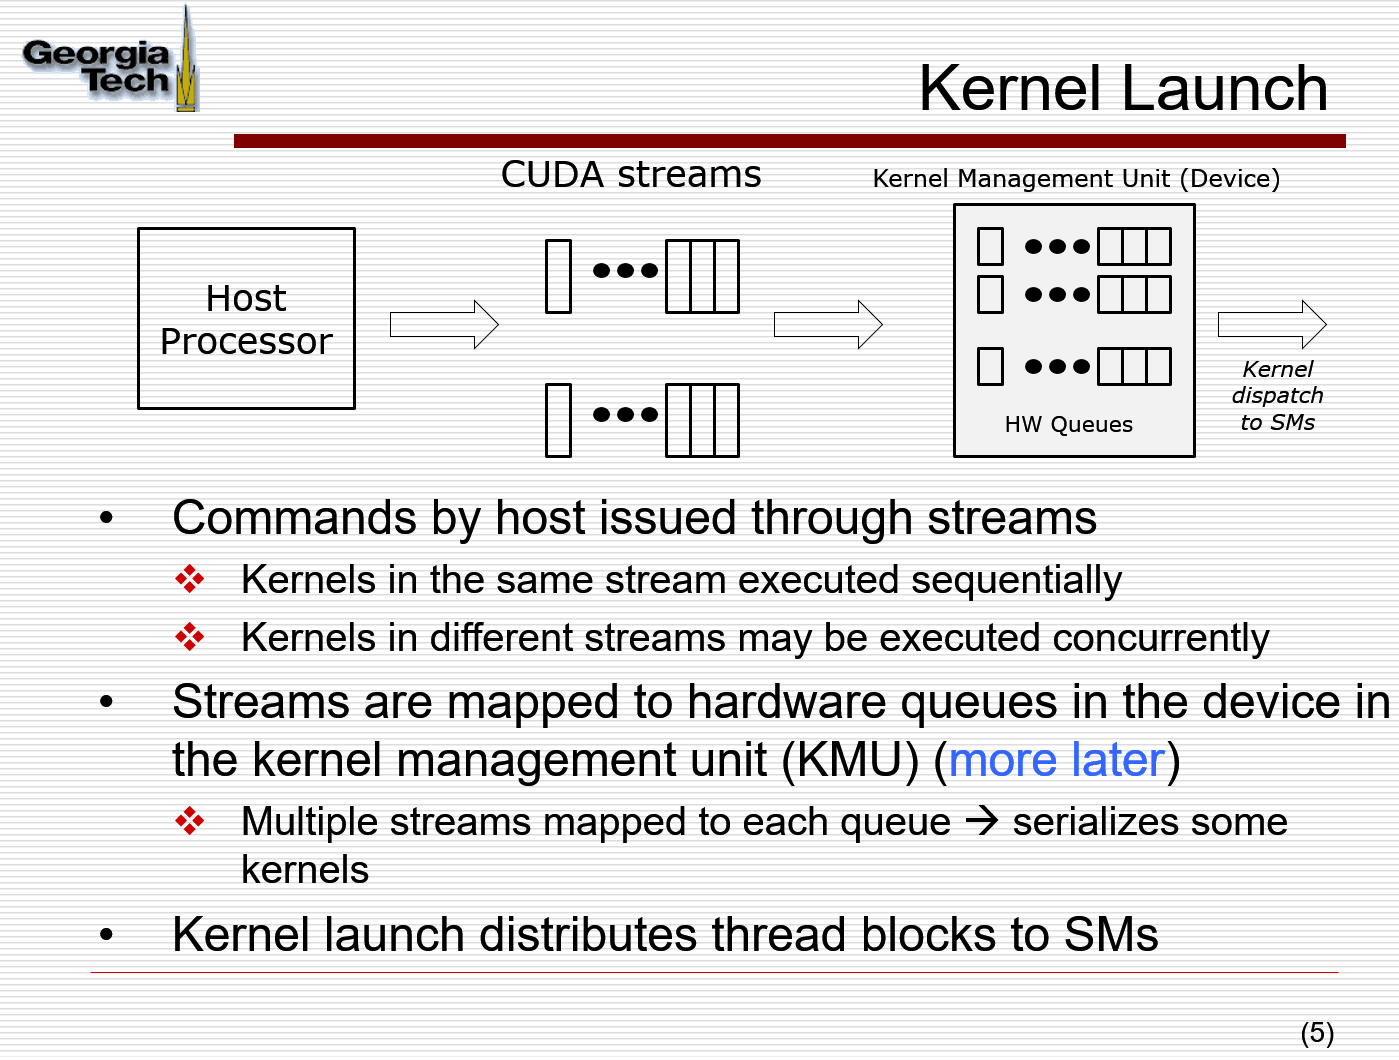 Georgia
Tech
Kernel Launch
CUDA streams
Kernel Management Unit (Device)
Host
Processor
HW Queues
Kernel
dispatch
to SMs
• Commands by host issued through streams
❖ Kernels in the same stream executed sequentially
❖ Kernels in different streams may be executed concurrently
• Streams are mapped to hardware queues in the device in
the kernel management unit (KMU) (more later)
❖ Multiple streams mapped to each queue → serializes some
kernels
• Kernel launch distributes thread blocks to SMs
(5)